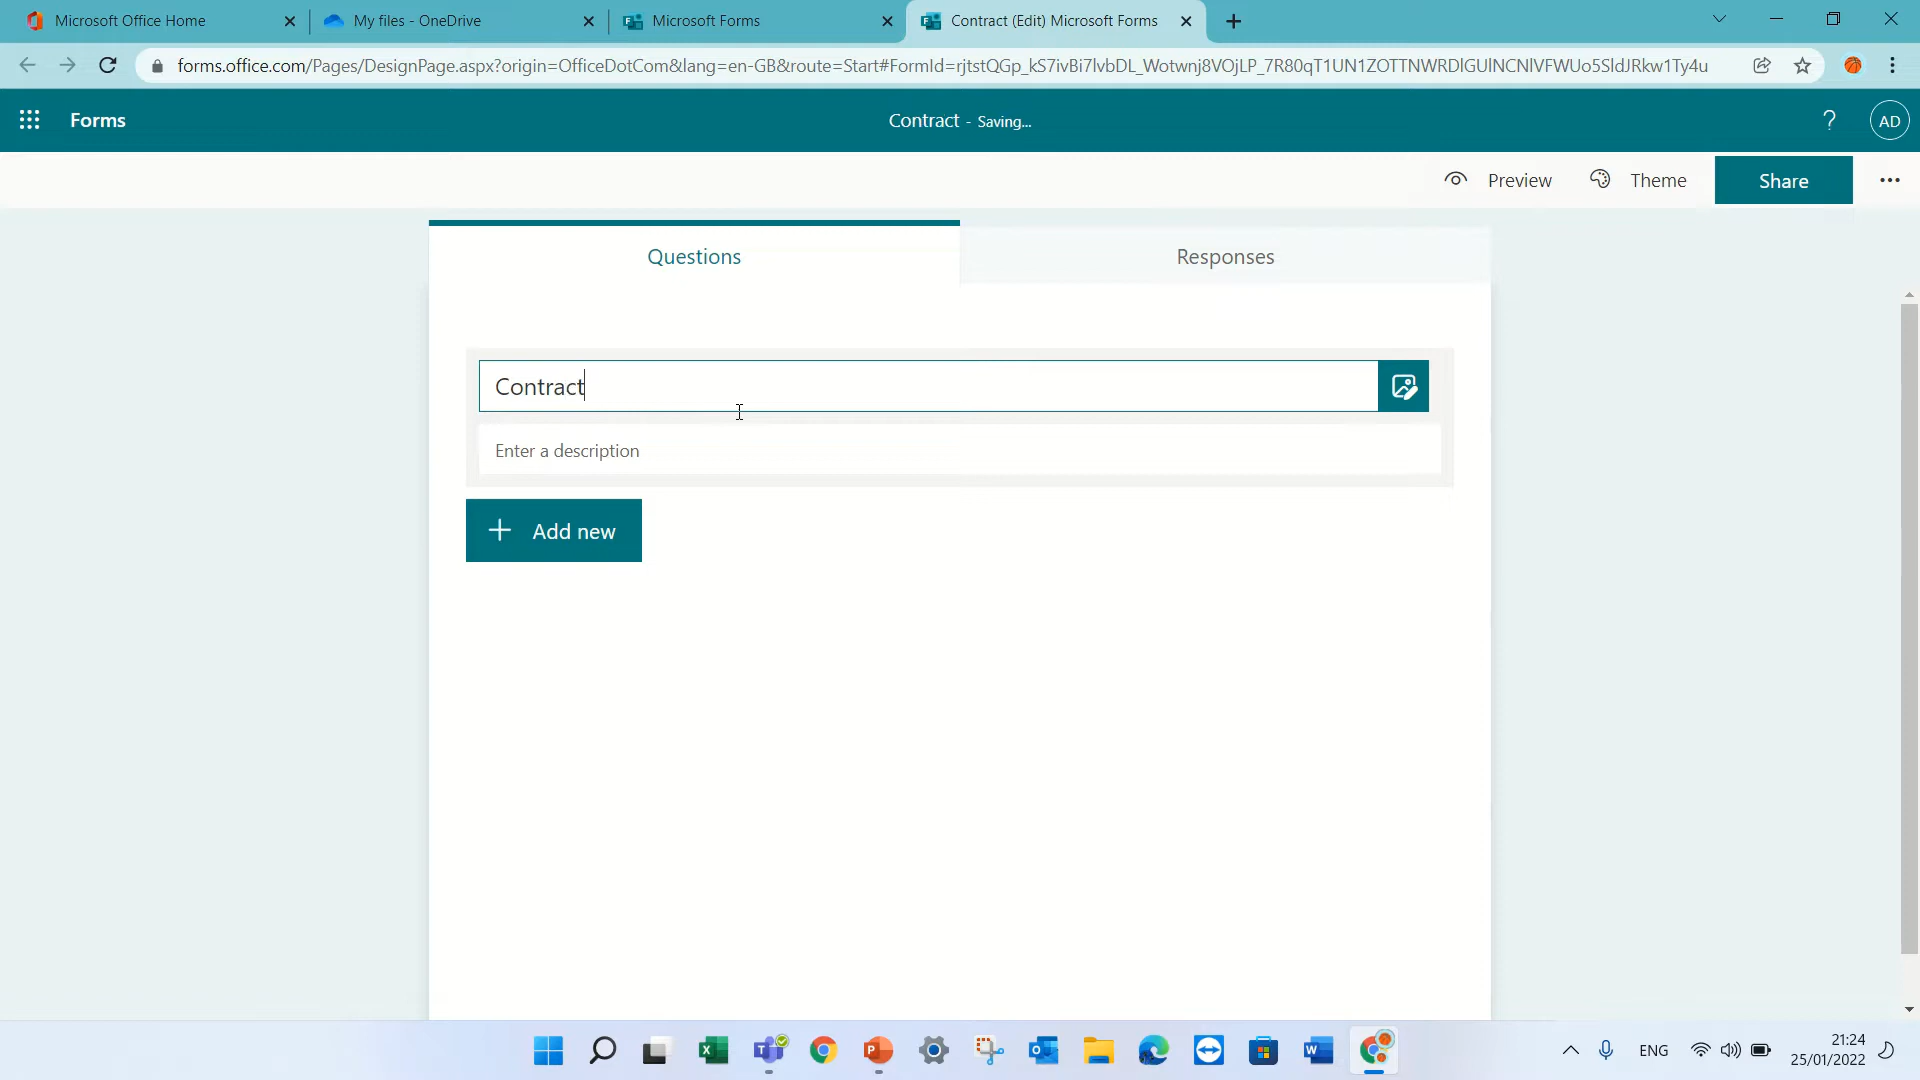 Microsoft Office Home
My files - OneDrive
Microsoft Forms
Contract (Edit) Microsoft Forms
forms.office.com/Pages/DesignPage.aspx?origin=OfficeDotCom&lang=en-GB&route=Start#FormId=rjtstQGp_kS7ivBi7lvbDL_Wotwnj8VOjLP_7R80qT1UN1ZOTTNWRDlGUlNCNlVFWUo5SldJRkw1Ty4u
Forms
Contract - Saving...
?
AD
Preview
Theme
Share
Questions
Responses
Contract
Enter a description
Add new
ENG
21:24
25/01/2022